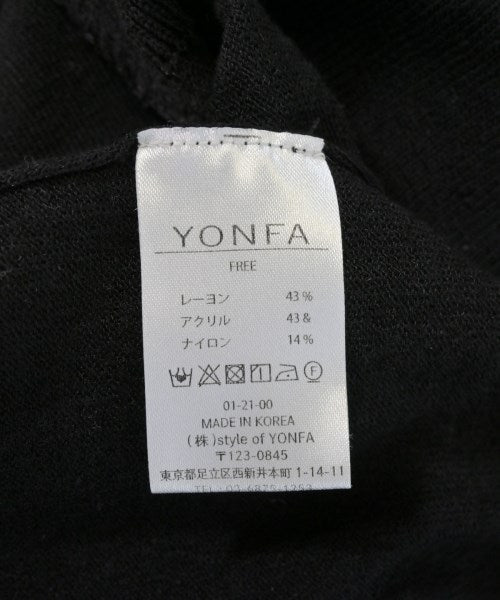 YONFA
FREE
レーヨン 43%
アクリル 43&
ナイロン 14%
01-21-00
MADE IN KOREA
(株)style of YONFA
〒123-0845
東京都足立区西新井本町 1-14-11